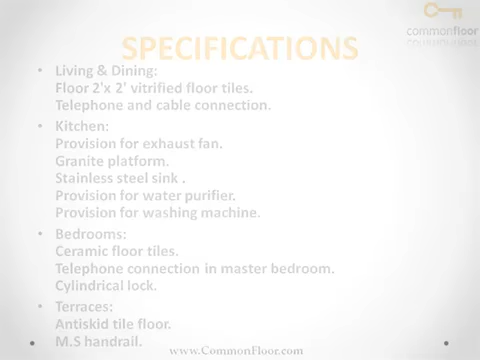 commonfloor
SPECIFICATIONS
• Living & Dining:
Floor 2'x 2' vitrified floor tiles.
Telephone and cable connection.
• Kitchen:
Provision for exhaust fan.
Granite platform.
Stainless steel sink .
Provision for water purifier.
Provision for washing machine.
• Bedrooms:
Ceramic floor tiles.
Telephone connection in master bedroom.
Cylindrical lock.
• Terraces:
Antiskid tile floor.
M.S handrail.
www.CommonFloor.com